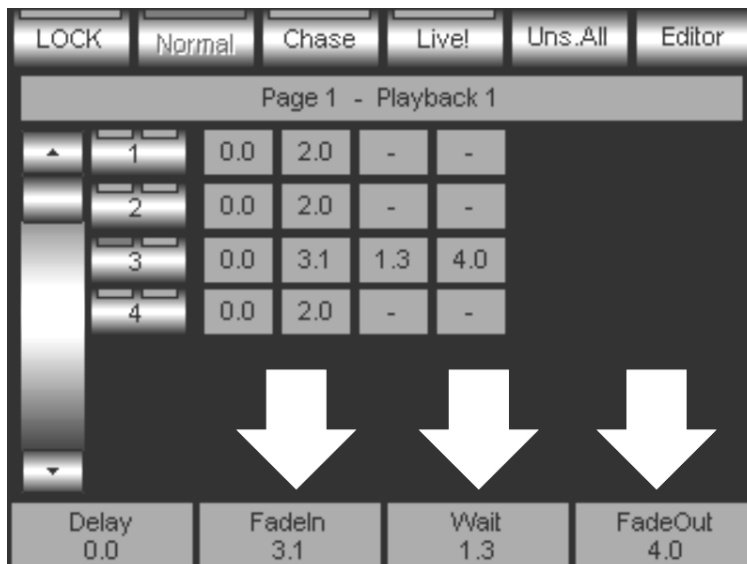 LOCK Normal Chase Live! Uns.All Editor
Page 1 - Playback 1
1 0.0 2.0 - -
2 0.0 2.0 - -
3 0.0 3.1 1.3 4.0
4 0.0 2.0 - -
Delay FadeIn Wait FadeOut
0.0 3.1 1.3 4.0